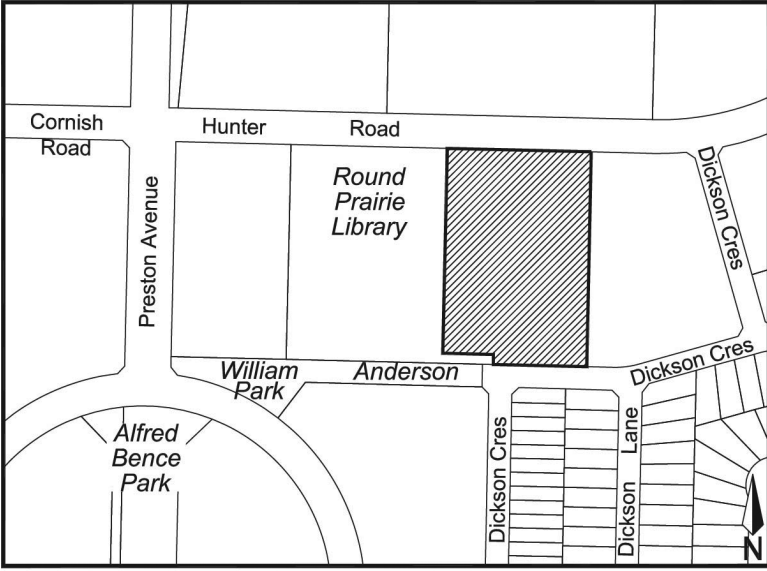 Cornish
Road
Hunter Road
Preston Avenue
Round
Prairie
Library
Dickson Cres
Dickson Cres
William Anderson
Park
Alfred
Bence
Park
Dickson Cres
Dickson Lane
N